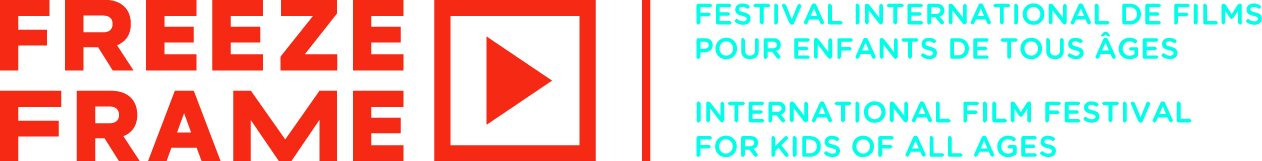 FREEZE
FRAME
FESTIVAL INTERNATIONAL DE FILMS
POUR ENFANTS DE TOUS ÂGES
INTERNATIONAL FILM FESTIVAL
FOR KIDS OF ALL AGES